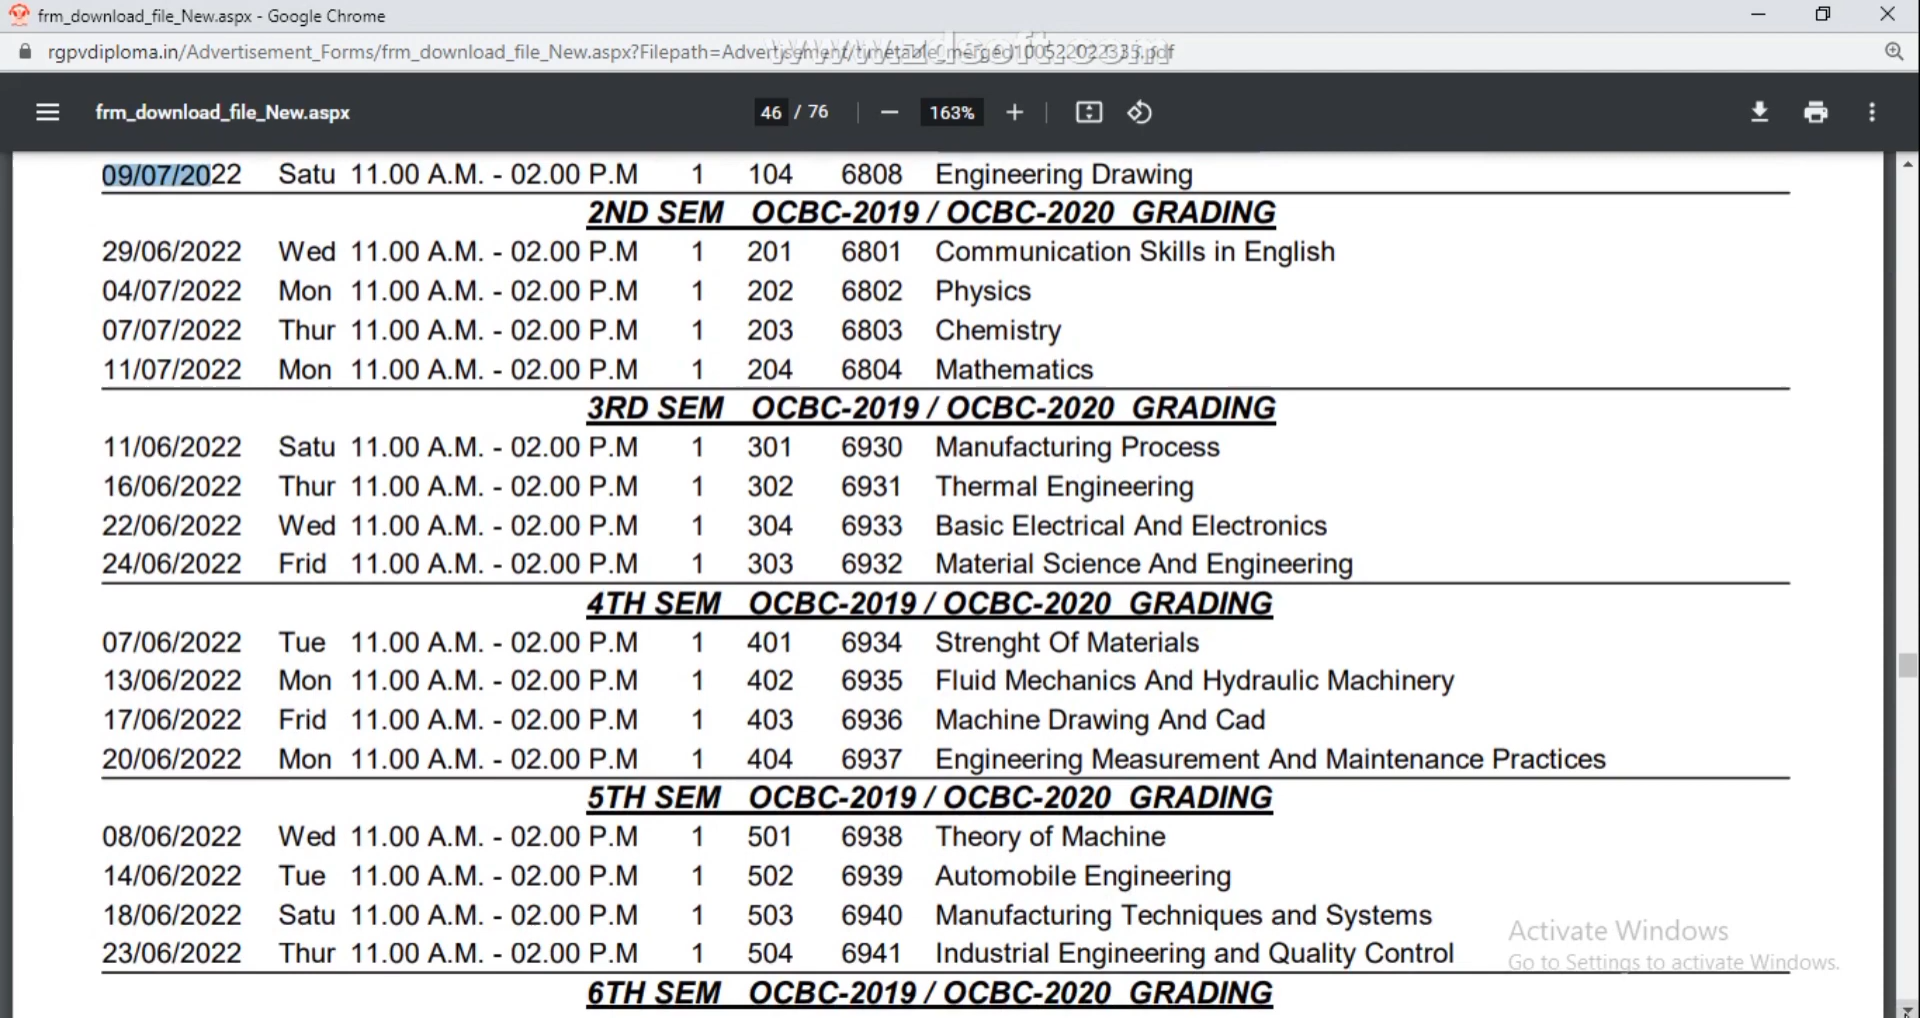 frm_download_file_New.aspx - Google Chrome
rgpvdiploma.in/Advertisement_Forms/frm_download_file_New.aspx?Filepath=Advertisement/timetable_merged100522022335.pdf
www.zdsoft.com
frm_download_file_New.aspx 46 / 76 163%
09/07/2022 Satu 11.00 A.M. - 02.00 P.M 1 104 6808 Engineering Drawing
2ND SEM OCBC-2019 / OCBC-2020 GRADING
29/06/2022 Wed 11.00 A.M. - 02.00 P.M 1 201 6801 Communication Skills in English
04/07/2022 Mon 11.00 A.M. - 02.00 P.M 1 202 6802 Physics
07/07/2022 Thur 11.00 A.M. - 02.00 P.M 1 203 6803 Chemistry
11/07/2022 Mon 11.00 A.M. - 02.00 P.M 1 204 6804 Mathematics
3RD SEM OCBC-2019 / OCBC-2020 GRADING
11/06/2022 Satu 11.00 A.M. - 02.00 P.M 1 301 6930 Manufacturing Process
16/06/2022 Thur 11.00 A.M. - 02.00 P.M 1 302 6931 Thermal Engineering
22/06/2022 Wed 11.00 A.M. - 02.00 P.M 1 304 6933 Basic Electrical And Electronics
24/06/2022 Frid 11.00 A.M. - 02.00 P.M 1 303 6932 Material Science And Engineering
4TH SEM OCBC-2019 / OCBC-2020 GRADING
07/06/2022 Tue 11.00 A.M. - 02.00 P.M 1 401 6934 Strenght Of Materials
13/06/2022 Mon 11.00 A.M. - 02.00 P.M 1 402 6935 Fluid Mechanics And Hydraulic Machinery
17/06/2022 Frid 11.00 A.M. - 02.00 P.M 1 403 6936 Machine Drawing And Cad
20/06/2022 Mon 11.00 A.M. - 02.00 P.M 1 404 6937 Engineering Measurement And Maintenance Practices
5TH SEM OCBC-2019 / OCBC-2020 GRADING
08/06/2022 Wed 11.00 A.M. - 02.00 P.M 1 501 6938 Theory of Machine
14/06/2022 Tue 11.00 A.M. - 02.00 P.M 1 502 6939 Automobile Engineering
18/06/2022 Satu 11.00 A.M. - 02.00 P.M 1 503 6940 Manufacturing Techniques and Systems
23/06/2022 Thur 11.00 A.M. - 02.00 P.M 1 504 6941 Industrial Engineering and Quality Control
Activate Windows
Go to Settings to activate Windows.
6TH SEM OCBC-2019 / OCBC-2020 GRADING